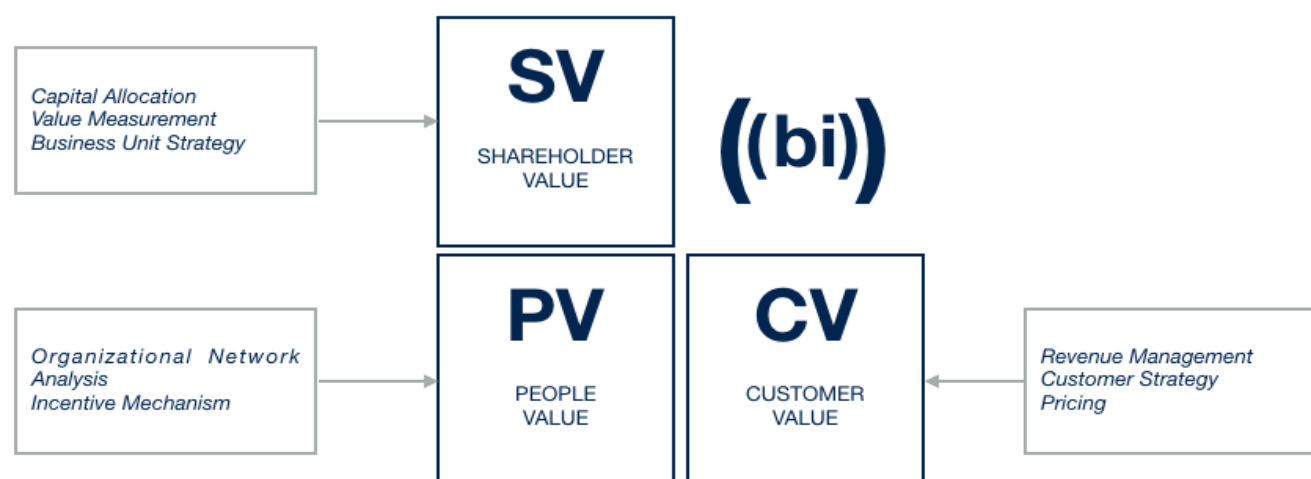 Capital Allocation
Value Measurement
Business Unit Strategy
SV
SHAREHOLDER
VALUE
((bi))
Organizational Network
Analysis
Incentive Mechanism
PV
PEOPLE
VALUE
CV
CUSTOMER
VALUE
Revenue Management
Customer Strategy
Pricing